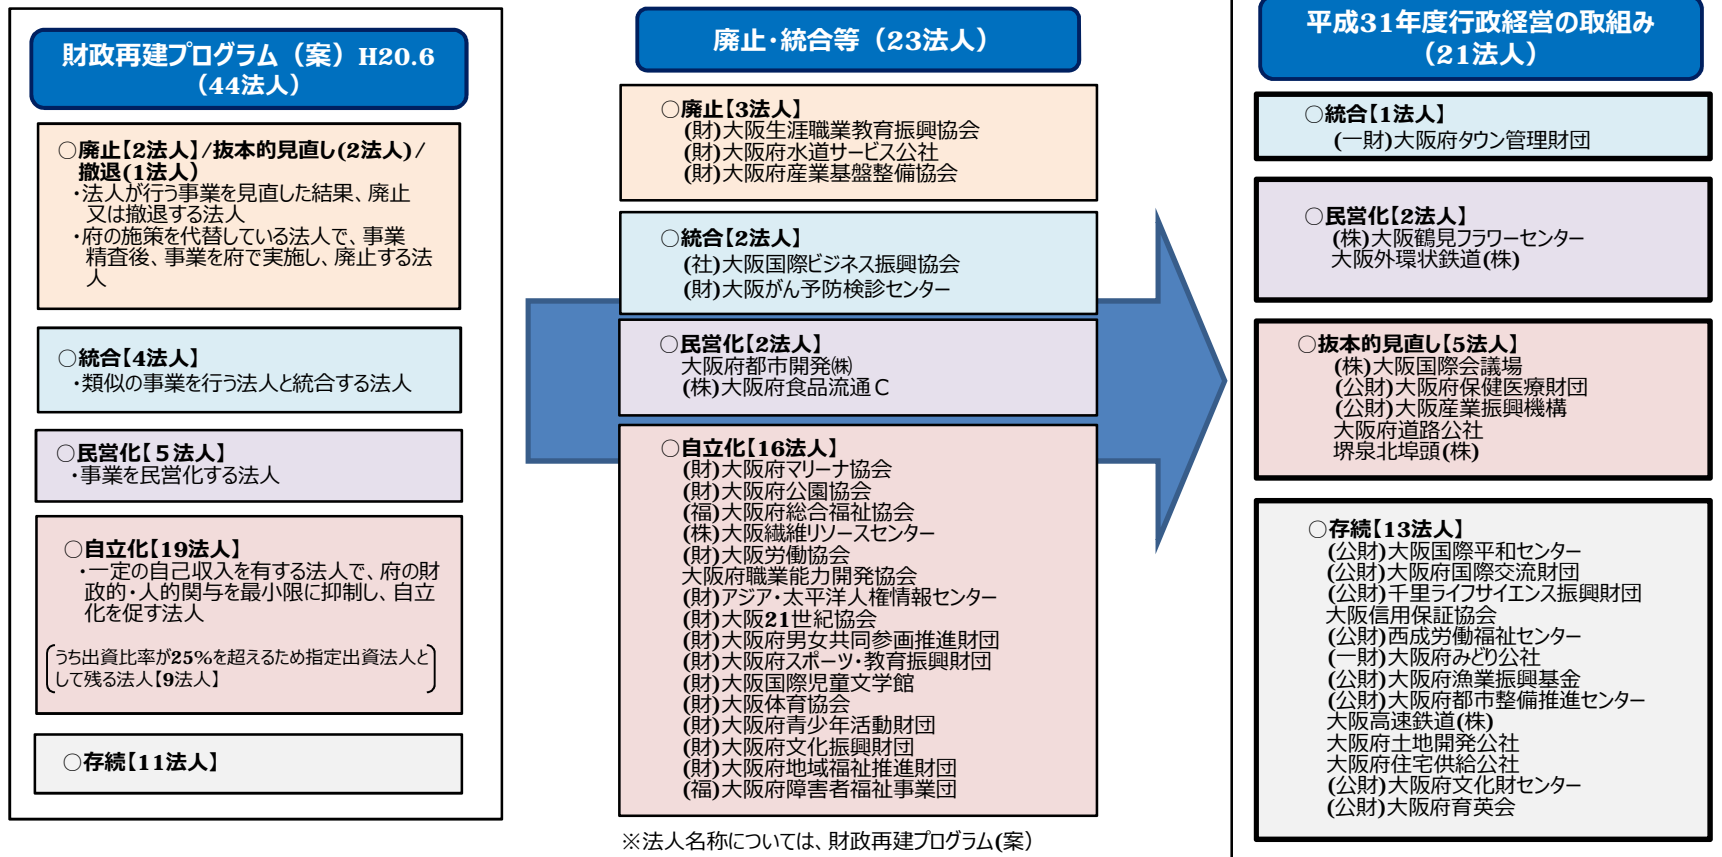 財政再建プログラム（案）H20.6
（44法人）
○廃止【2法人】/抜本的見直し(2法人)/
撤退(1法人)
・法人が行う事業を見直した結果、廃止
又は撤退する法人
・府の施策を代替している法人で、事業
精査後、事業を府で実施し、廃止する法
人
○統合【4法人】
・類似の事業を行う法人と統合する法人
○民営化【５法人】
・事業を民営化する法人
○自立化【19法人】
・一定の自己収入を有する法人で、府の財
政的・人的関与を最小限に抑制し、自立
化を促す法人
うち出資比率が25%を超えるため指定出資法人と
して残る法人【9法人】
○存続【11法人】
廃止・統合等（23法人）
○廃止【3法人】
(財)大阪生涯職業教育振興協会
(財)大阪府水道サービス公社
(財)大阪府産業基盤整備協会
○統合【2法人】
(社)大阪国際ビジネス振興協会
(財)大阪がん予防検診センター
○民営化【2法人】
大阪府都市開発㈱
(株)大阪府食品流通Ｃ
○自立化【16法人】
(財)大阪府マリーナ協会
(財)大阪府公園協会
(福)大阪府総合福祉協会
(株)大阪繊維リソースセンター
(財)大阪労働協会
大阪府職業能力開発協会
(財)アジア・太平洋人権情報センター
(財)大阪21世紀協会
(財)大阪府男女共同参画推進財団
(財)大阪府スポーツ・教育振興財団
(財)大阪国際児童文学館
(財)大阪体育協会
(財)大阪府青少年活動財団
(財)大阪府文化振興財団
(財)大阪府地域福祉推進財団
(福)大阪府障害者福祉事業団
※法人名称については、財政再建プログラム(案）
平成31年度行政経営の取組み
（21法人）
○統合【1法人】
(一財)大阪府タウン管理財団
○民営化【2法人】
(株)大阪鶴見フラワーセンター
大阪外環状鉄道(株)
○抜本的見直し【5法人】
(株)大阪国際会議場
(公財)大阪府保健医療財団
(公財)大阪産業振興機構
大阪府道路公社
堺泉北埠頭(株)
○存続【13法人】
(公財)大阪国際平和センター
(公財)大阪府国際交流財団
(公財)千里ライフサイエンス振興財団
大阪信用保証協会
(公財)西成労働福祉センター
(一財)大阪府みどり公社
(公財)大阪府漁業振興基金
(公財)大阪府都市整備推進センター
大阪高速鉄道(株)
大阪府土地開発公社
大阪府住宅供給公社
(公財)大阪府文化財センター
(公財)大阪府育英会